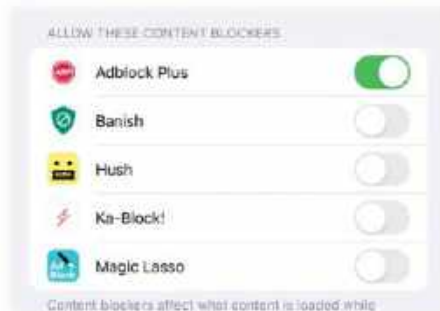 ALLOW THESE CONTENT BLOCKERS
Adblock Plus
Banish
Hush
Ka-Block!
Magic Lasso
Content blockers affect what content is loaded while